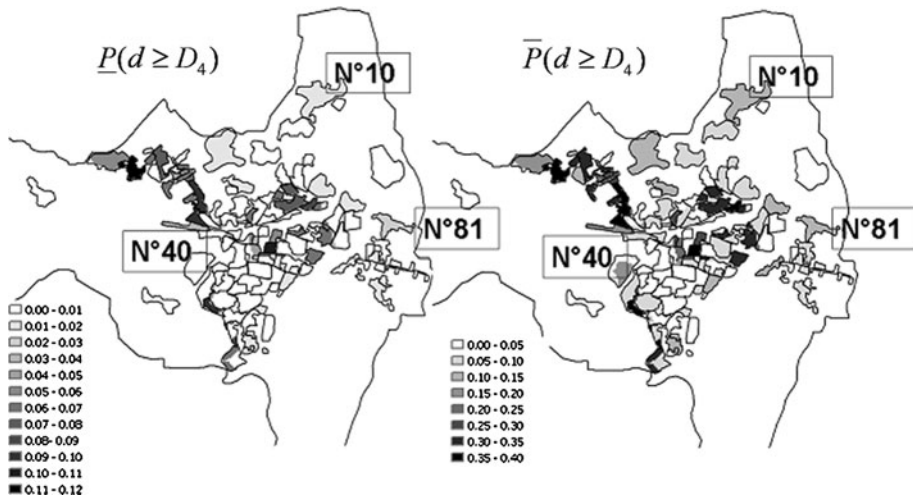 P(d ≥ D₄)
N°10
N°81
N°40
0.00 - 0.01
0.01 - 0.02
0.02 - 0.03
0.03 - 0.04
0.04 - 0.05
0.05 - 0.06
0.06 - 0.07
0.07 - 0.08
0.08 - 0.09
0.09 - 0.10
0.10 - 0.11
0.11 - 0.12
P̅(d ≥ D₄)
N°10
N°81
N°40
0.00 - 0.05
0.05 - 0.10
0.10 - 0.15
0.15 - 0.20
0.20 - 0.25
0.25 - 0.30
0.30 - 0.35
0.35 - 0.40